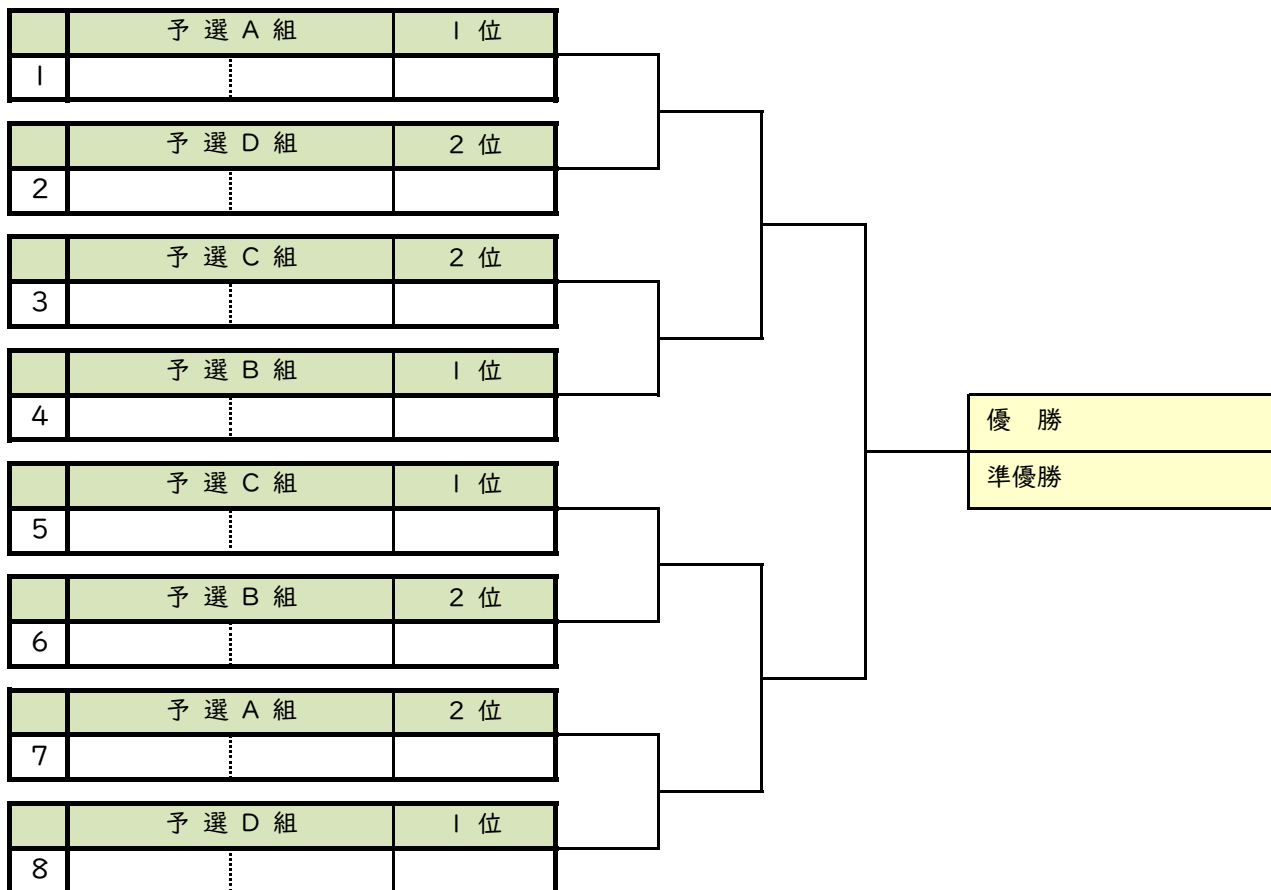 予選A組 1位
1
予選D組 2位
2
予選C組 2位
3
予選B組 1位
4
予選C組 1位
5
予選B組 2位
6
予選A組 2位
7
予選D組 1位
8
優　勝
準優勝